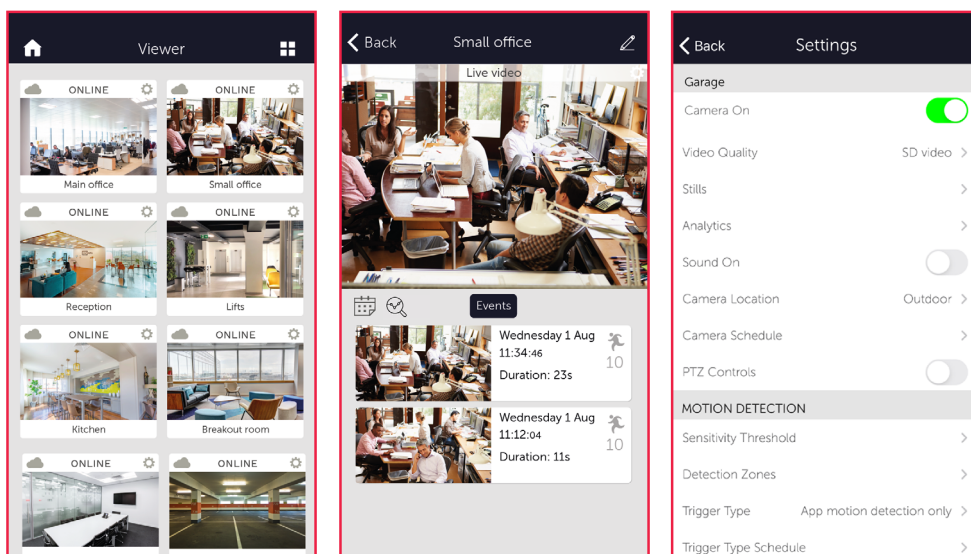 Viewer
ONLINE
ONLINE
Main office
Small office
ONLINE
ONLINE
Reception
Lifts
ONLINE
ONLINE
Kitchen
Breakout room
ONLINE
ONLINE
Back
Small office
Live video
Events
Wednesday 1 Aug
11:34:46
Duration: 23s
10
Wednesday 1 Aug
11:12:04
Duration: 11s
10
Back
Settings
Garage
Camera On
Video Quality
SD video
Stills
Analytics
Sound On
Camera Location
Outdoor
Camera Schedule
PTZ Controls
MOTION DETECTION
Sensitivity Threshold
Detection Zones
Trigger Type
App motion detection only
Trigger Type Schedule